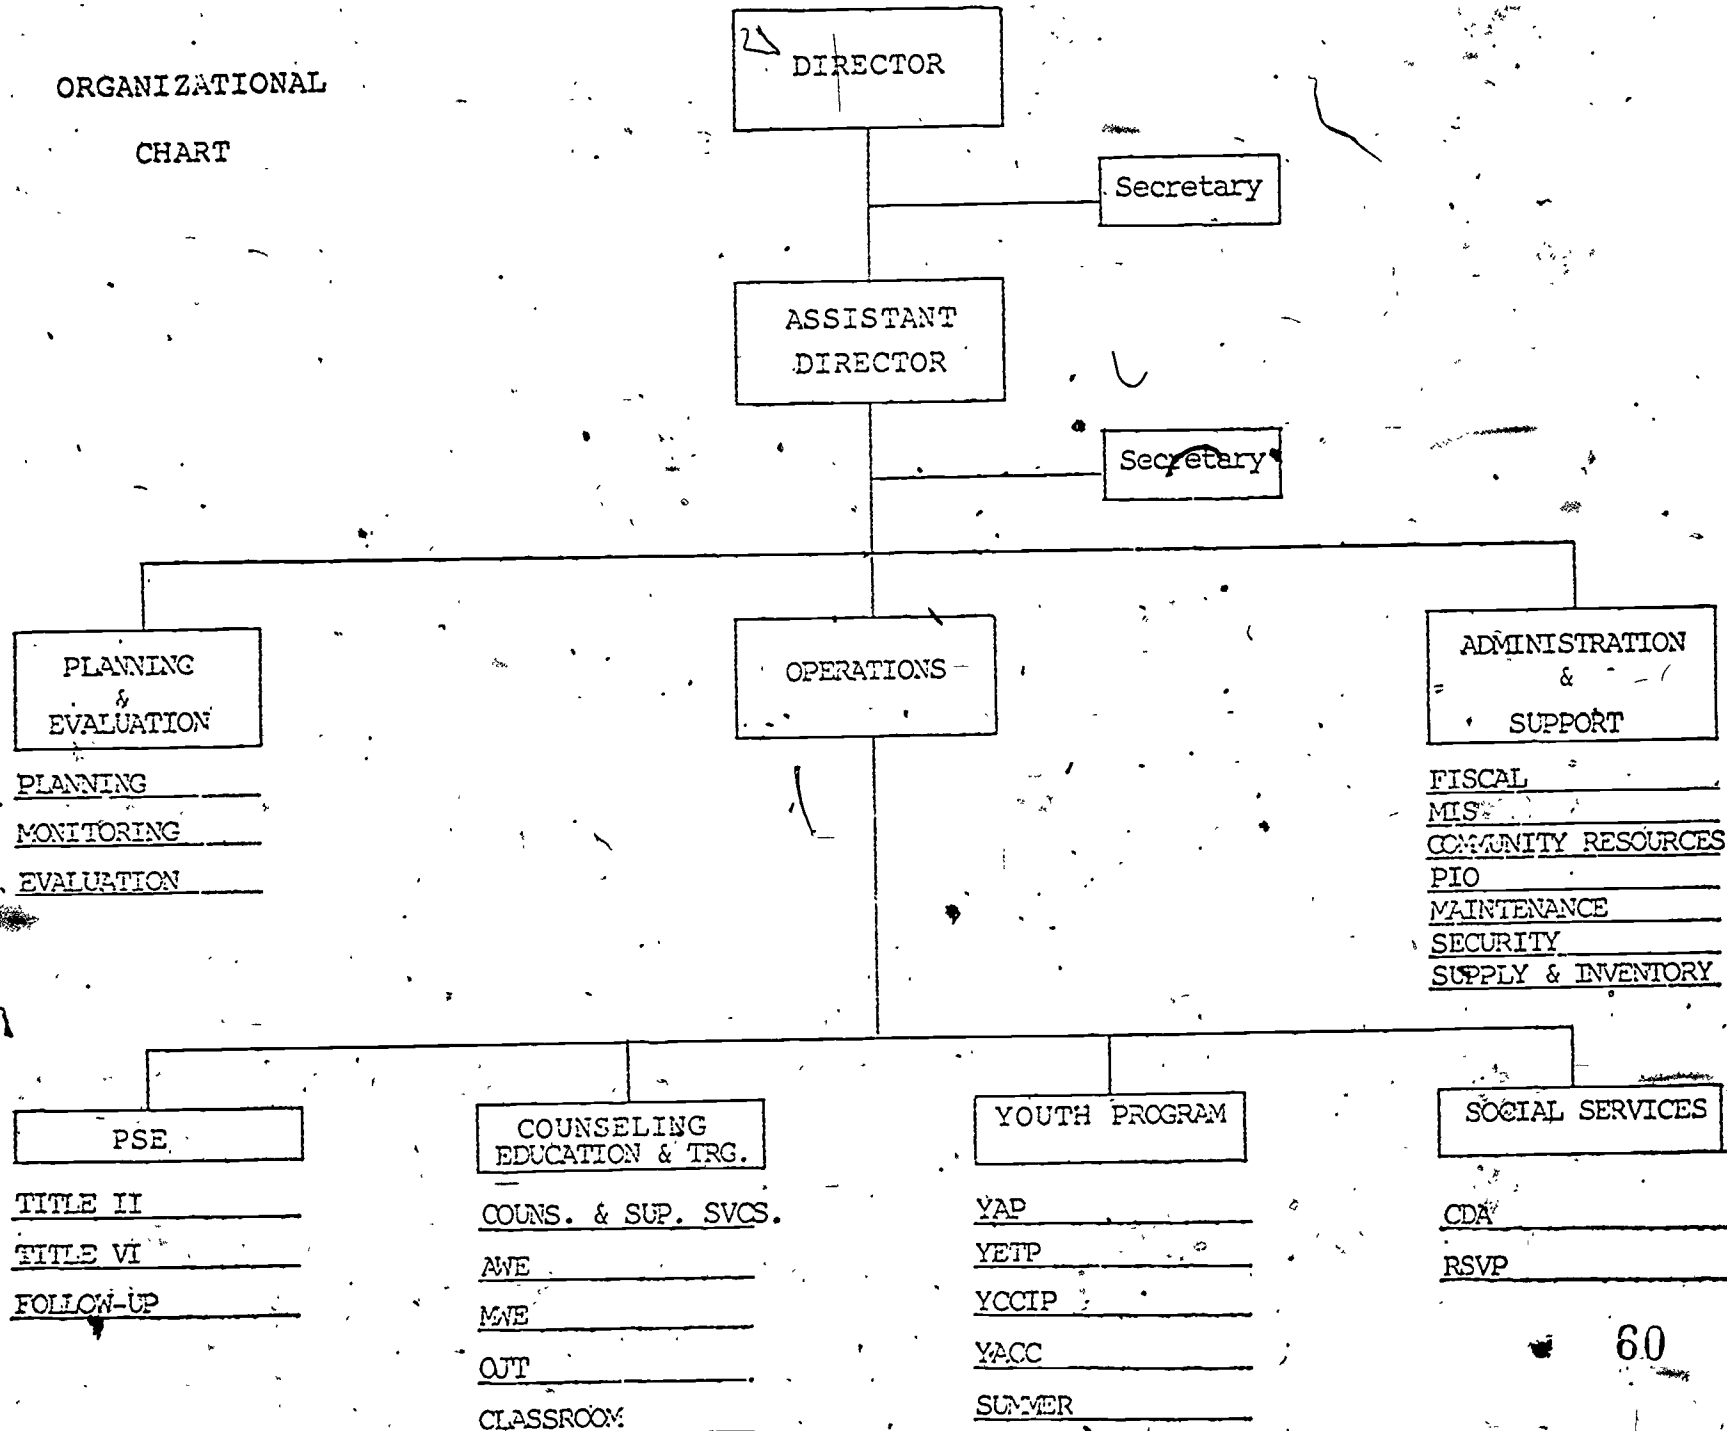 ORGANIZATIONAL
CHART
DIRECTOR
Secretary
ASSISTANT
DIRECTOR
Secretary
PLANNING
&
EVALUATION
PLANNING
MONITORING
EVALUATION
OPERATIONS
ADMINISTRATION
&
SUPPORT
FISCAL
MIS
COMMUNITY RESOURCES
PIO
MAINTENANCE
SECURITY
SUPPLY & INVENTORY
PSE
TITLE II
TITLE VI
FOLLOW-UP
COUNSELING
EDUCATION & TRG.
COUNS. & SUP. SVCS.
AWE
MWE
OJT
CLASSROOM
YOUTH PROGRAM
YAP
YETP
YCCIP
YACC
SUMMER
SOCIAL SERVICES
CDA
RSVP
60